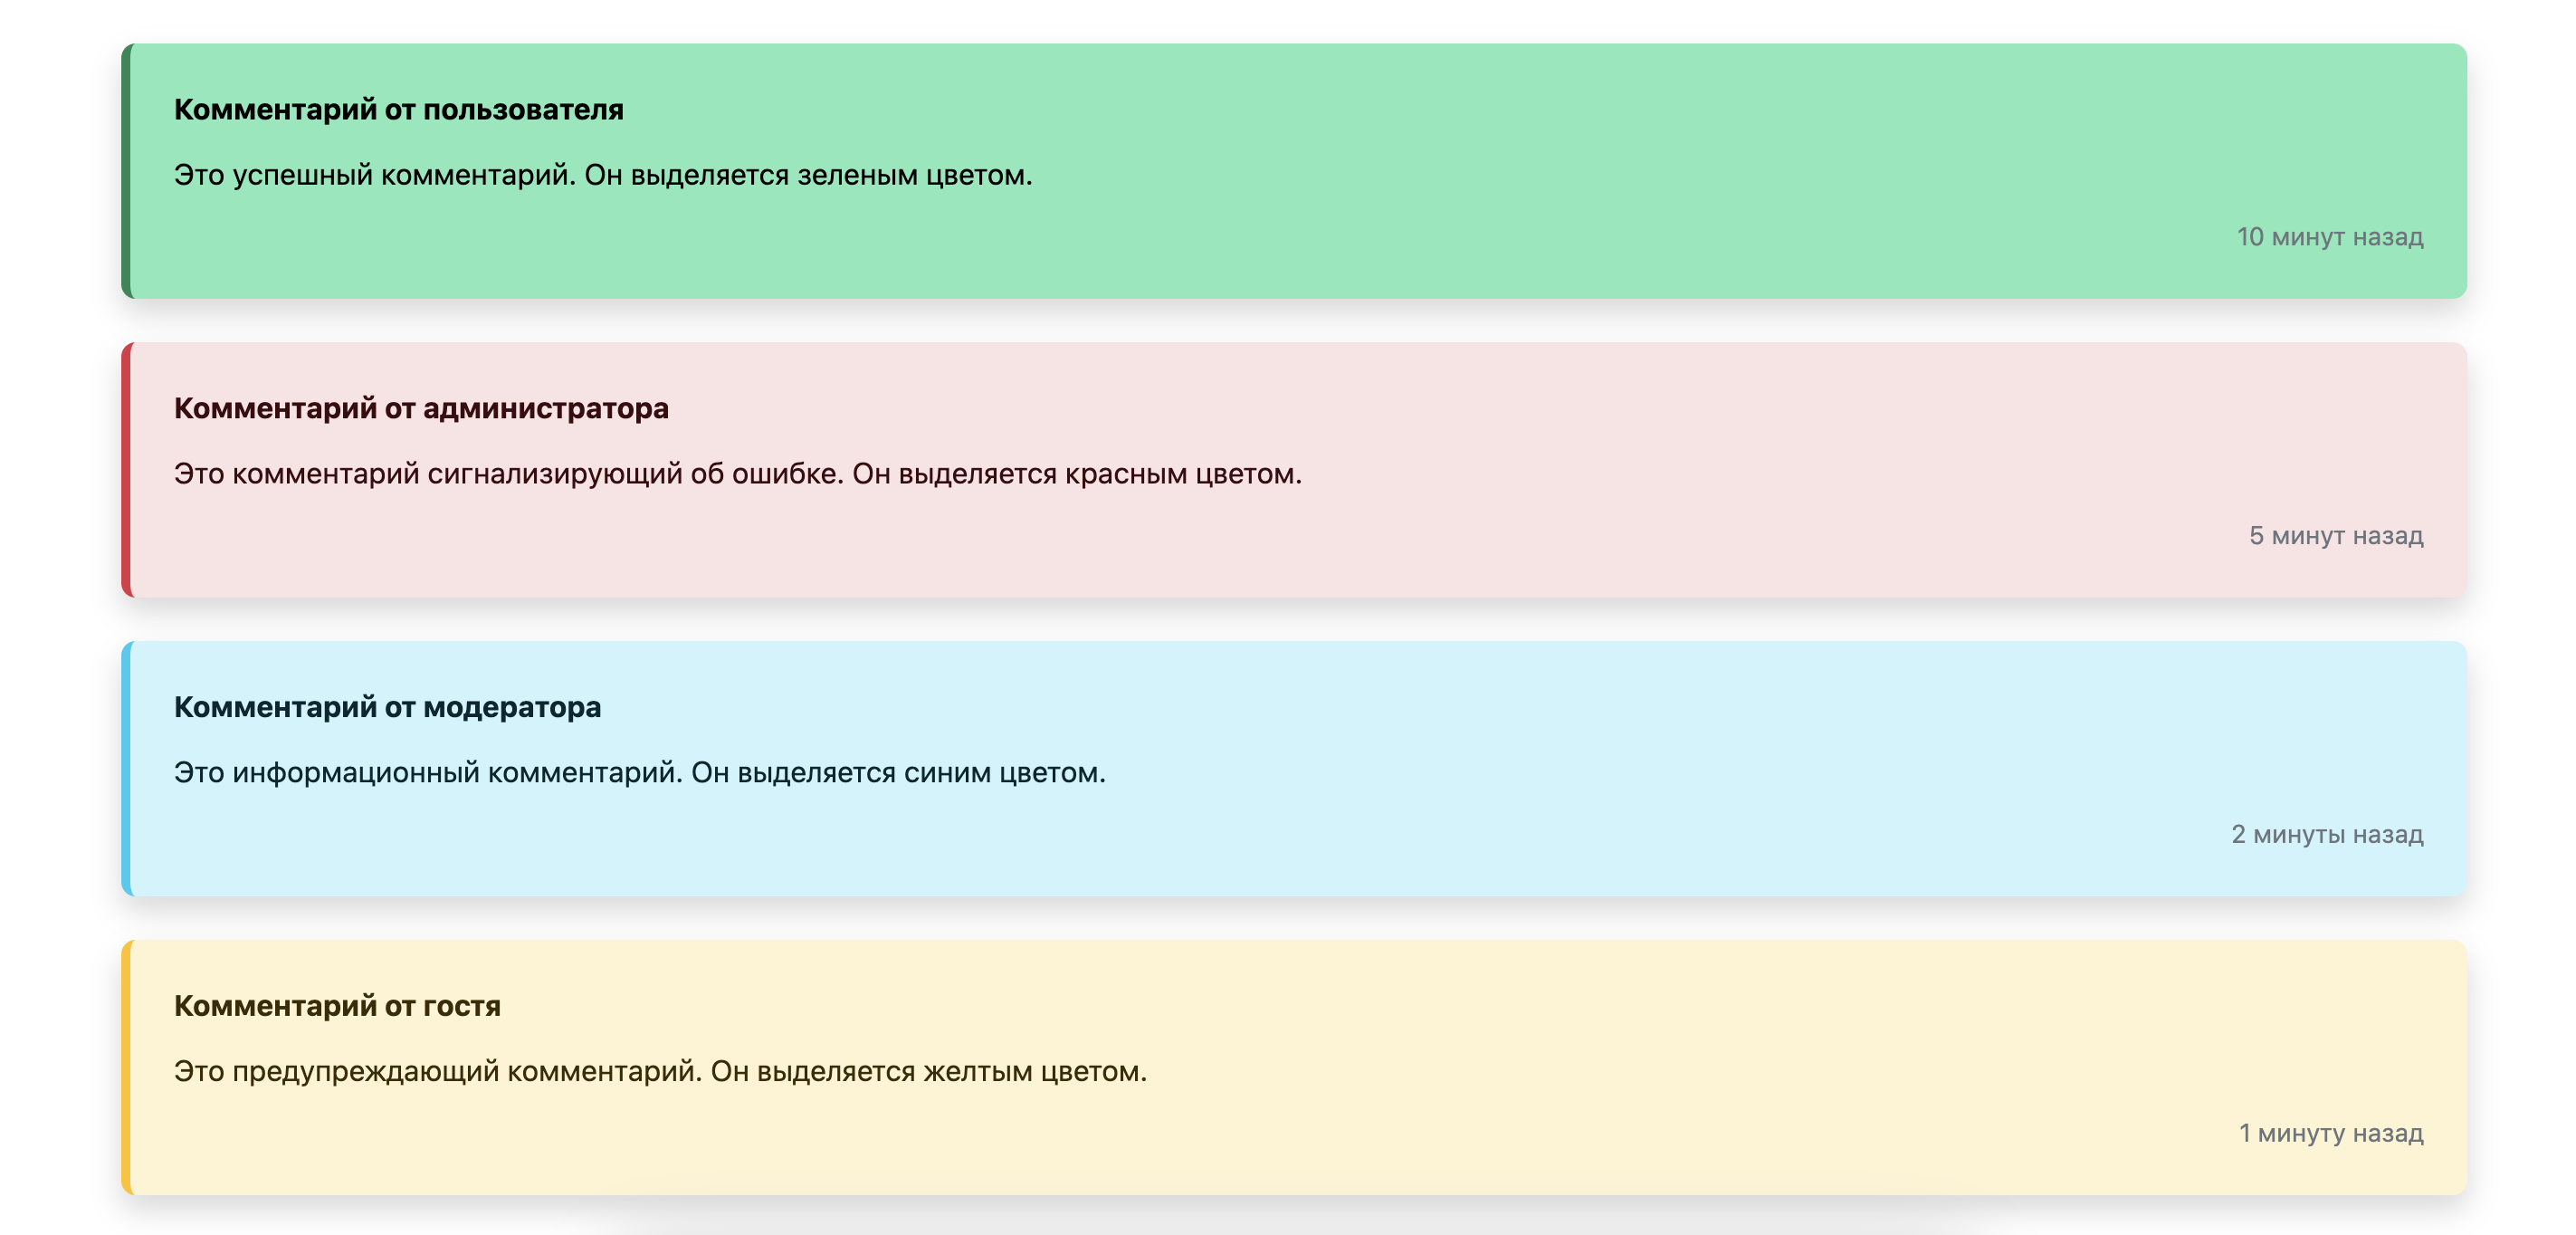 Комментарий от пользователя
Это успешный комментарий. Он выделяется зеленым цветом.
10 минут назад
Комментарий от администратора
Это комментарий сигнализирующий об ошибке. Он выделяется красным цветом.
5 минут назад
Комментарий от модератора
Это информационный комментарий. Он выделяется синим цветом.
2 минуты назад
Комментарий от гостя
Это предупреждающий комментарий. Он выделяется желтым цветом.
1 минуту назад